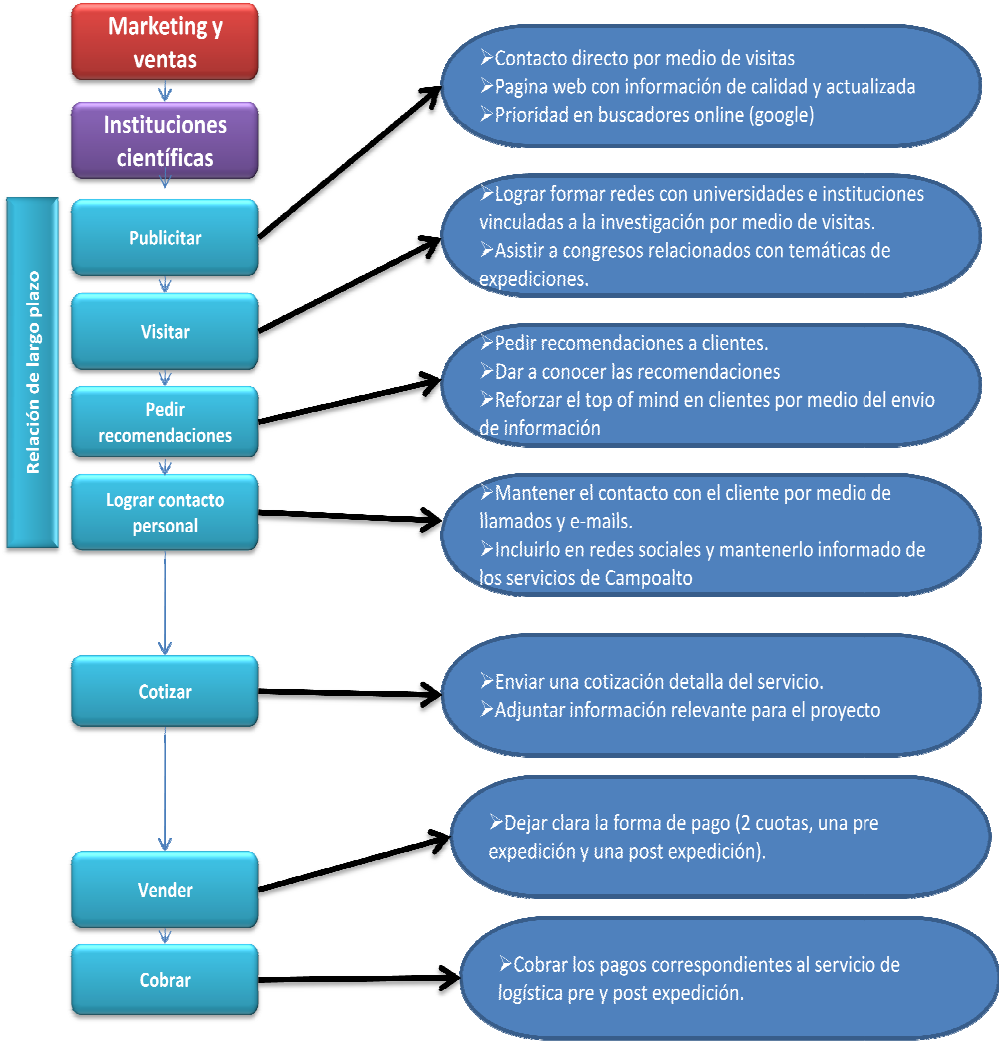 Marketing y
ventas
Instituciones
científicas
Relación de largo plazo
Publicitar
➢Contacto directo por medio de visitas
➢Pagina web con información de calidad y actualizada
➢Prioridad en buscadores online (google)
Visitar
➢Lograr formar redes con universidades e instituciones
vinculadas a la investigación por medio de visitas.
➢Asistir a congresos relacionados con temáticas de
expediciones.
Pedir
recomendaciones
➢Pedir recomendaciones a clientes.
➢Dar a conocer las recomendaciones
➢Reforzar el top of mind en clientes por medio del envio
de información
Lograr contacto
personal
➢Mantener el contacto con el cliente por medio de
llamados y e-mails.
➢Incluirlo en redes sociales y mantenerlo informado de
los servicios de Campoalto
Cotizar
➢Enviar una cotización detalla del servicio.
➢Adjuntar información relevante para el proyecto
Vender
➢Dejar clara la forma de pago (2 cuotas, una pre
expedición y una post expedición).
Cobrar
➢Cobrar los pagos correspondientes al servicio de
logística pre y post expedición.